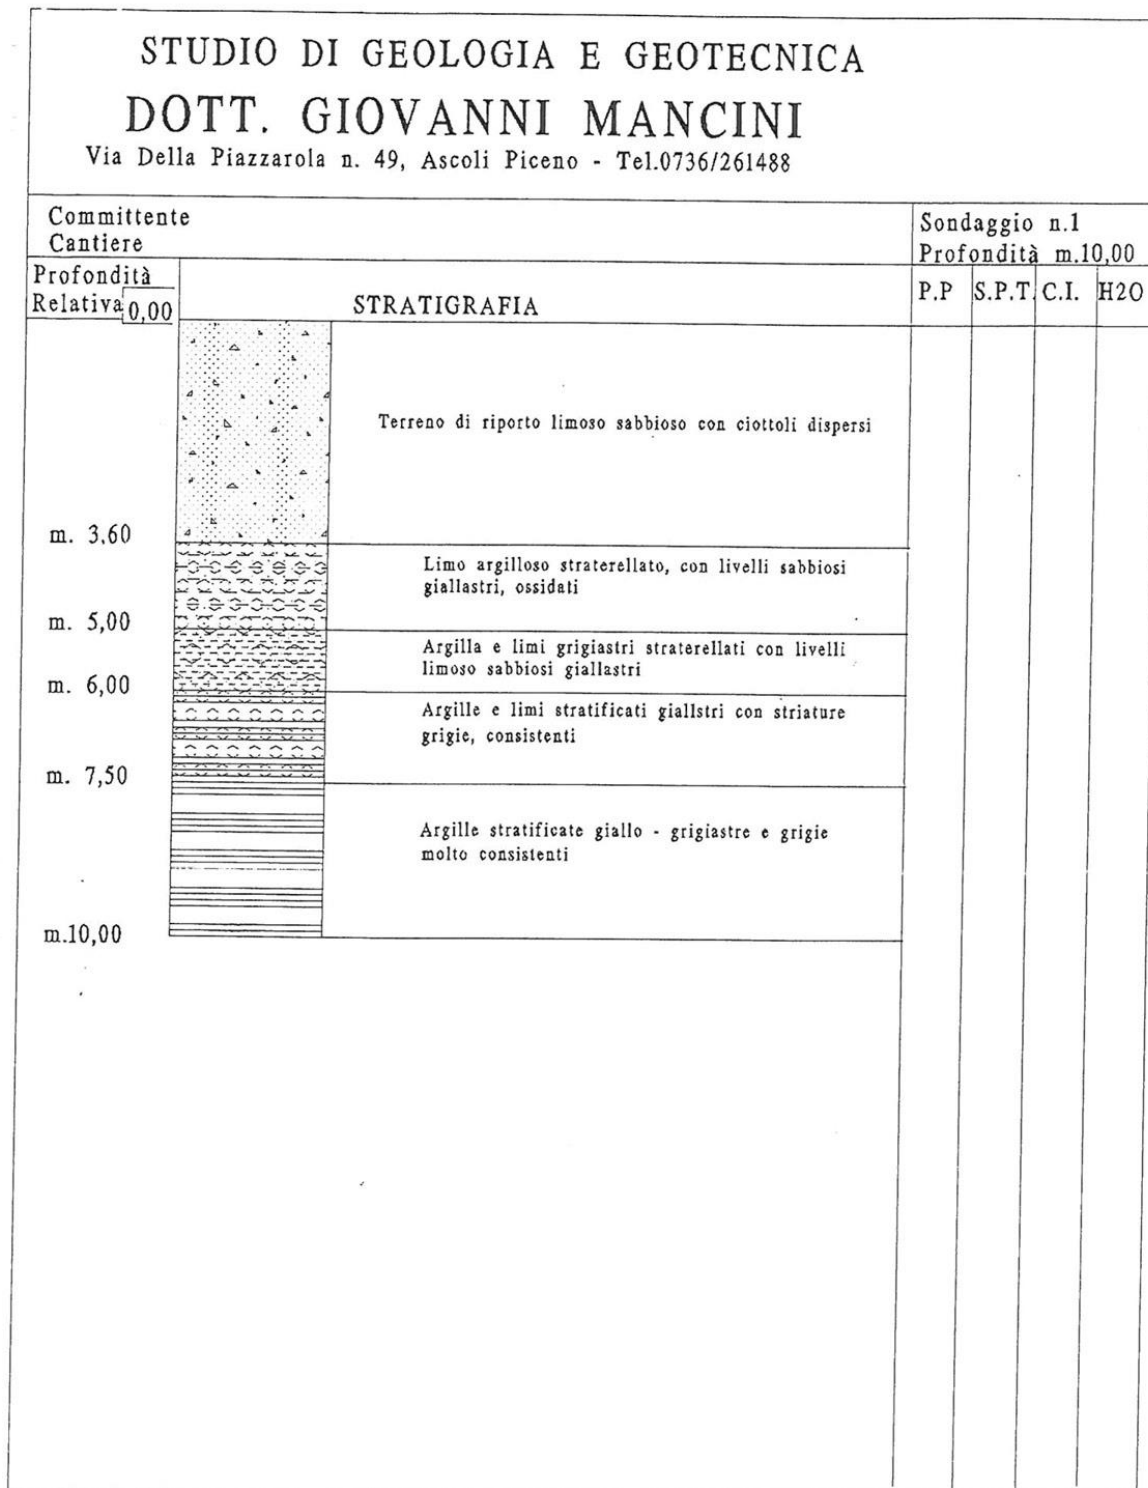 STUDIO DI GEOLOGIA E GEOTECNICA
DOTT. GIOVANNI MANCINI
Via Della Piazzarola n. 49, Ascoli Piceno - Tel.0736/261488
Committente
Cantiere
Sondaggio n.1
Profondità m.10,00
Profondità
Relativa 0,00
STRATIGRAFIA
P.P S.P.T. C.I. H2O
Terreno di riporto limoso sabbioso con ciottoli dispersi
m. 3,60
Limo argilloso straterellato, con livelli sabbiosi
giallastri, ossidati
m. 5,00
Argilla e limi grigiastri straterellati con livelli
limoso sabbiosi giallastri
m. 6,00
Argille e limi stratificati giallstri con striature
grigie, consistenti
m. 7,50
Argille stratificate giallo - grigiastre e grigie
molto consistenti
m.10,00